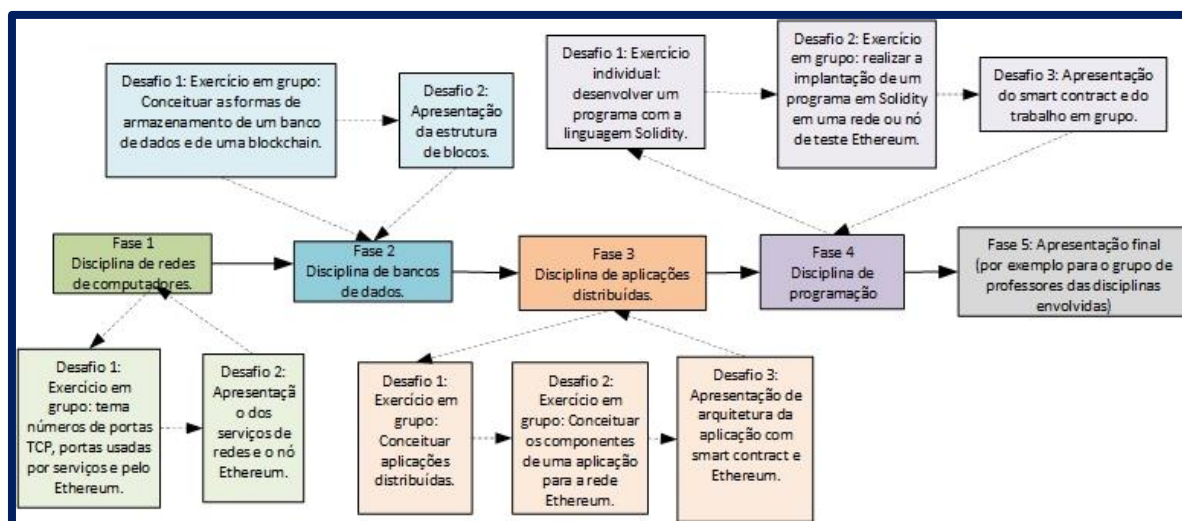 Desafio 1: Exercício em grupo:
Conceituar as formas de
armazenamento de um banco
de dados e de uma blockchain.
Desafio 2:
Apresentação
da estrutura
de blocos.
Desafio 1: Exercício
individual:
desenvolver um
programa com a
linguagem Solidity.
Desafio 2: Exercício
em grupo: realizar a
implantação de um
programa em Solidity
em uma rede ou nó
de teste Ethereum.
Desafio 3: Apresentação
do smart contract e do
trabalho em grupo.
Fase 1
Disciplina de redes
de computadores.
Fase 2
Disciplina de bancos
de dados.
Fase 3
Disciplina de aplicações
distribuídas.
Fase 4
Disciplina de
programação
Fase 5: Apresentação final
(por exemplo para o grupo de
professores das disciplinas
envolvidas)
Desafio 1:
Exercício em
grupo: tema
números de portas
TCP, portas usadas
por serviços e pelo
Ethereum.
Desafio 2:
Apresentaçã
o dos
serviços de
redes e o nó
Ethereum.
Desafio 1:
Exercício em
grupo:
Conceituar
aplicações
distribuídas.
Desafio 2: Exercício
em grupo: Conceituar
os componentes
de uma aplicação
para a rede
Ethereum.
Desafio 3:
Apresentação de
arquitetura da
aplicação com
smart contract e
Ethereum.